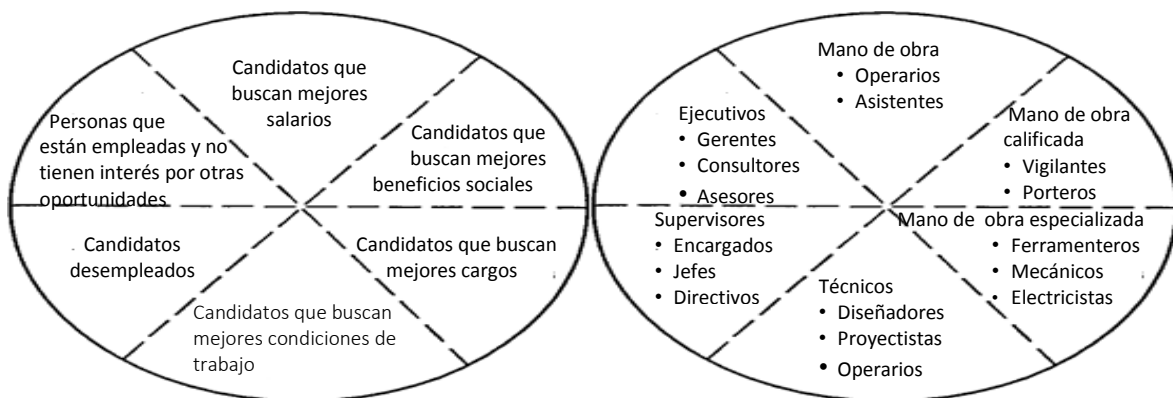 Candidatos que
buscan mejores
salarios
Personas que
están empleadas y no
tienen interés por otras
oportunidades
Candidatos que
buscan mejores
beneficios sociales
Candidatos
desempleados
Candidatos que buscan
mejores cargos
Candidatos que buscan
mejores condiciones de
trabajo
Mano de obra
• Operarios
• Asistentes
Ejecutivos
• Gerentes
• Consultores
• Asesores
Mano de obra
calificada
• Vigilantes
• Porteros
Supervisores
• Encargados
• Jefes
• Directivos
Mano de obra especializada
• Ferramenteros
• Mecánicos
• Electricistas
Técnicos
• Diseñadores
• Proyectistas
• Operarios